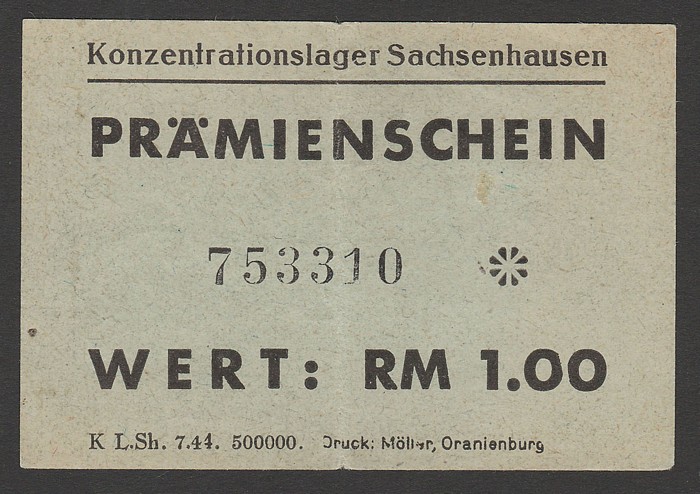 Konzentrationslager Sachsenhausen
PRÄMIENSCHEIN
753310
WERT: RM 1.00
K L.Sh. 7.44. 500000. Druck: Möller, Oranienburg